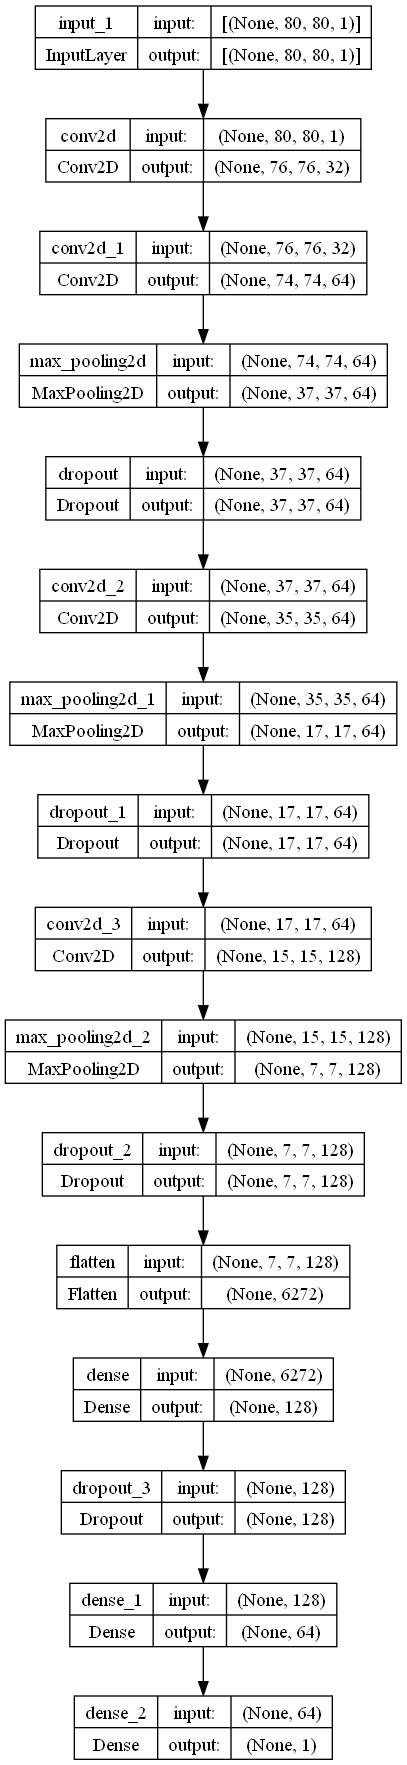 input_1 input: [(None, 80, 80, 1)]
InputLayer output: [(None, 80, 80, 1)]
conv2d input: (None, 80, 80, 1)
Conv2D output: (None, 76, 76, 32)
conv2d_1 input: (None, 76, 76, 32)
Conv2D output: (None, 74, 74, 64)
max_pooling2d input: (None, 74, 74, 64)
MaxPooling2D output: (None, 37, 37, 64)
dropout input: (None, 37, 37, 64)
Dropout output: (None, 37, 37, 64)
conv2d_2 input: (None, 37, 37, 64)
Conv2D output: (None, 35, 35, 64)
max_pooling2d_1 input: (None, 35, 35, 64)
MaxPooling2D output: (None, 17, 17, 64)
dropout_1 input: (None, 17, 17, 64)
Dropout output: (None, 17, 17, 64)
conv2d_3 input: (None, 17, 17, 64)
Conv2D output: (None, 15, 15, 128)
max_pooling2d_2 input: (None, 15, 15, 128)
MaxPooling2D output: (None, 7, 7, 128)
dropout_2 input: (None, 7, 7, 128)
Dropout output: (None, 7, 7, 128)
flatten input: (None, 7, 7, 128)
Flatten output: (None, 6272)
dense input: (None, 6272)
Dense output: (None, 128)
dropout_3 input: (None, 128)
Dropout output: (None, 128)
dense_1 input: (None, 128)
Dense output: (None, 64)
dense_2 input: (None, 64)
Dense output: (None, 1)